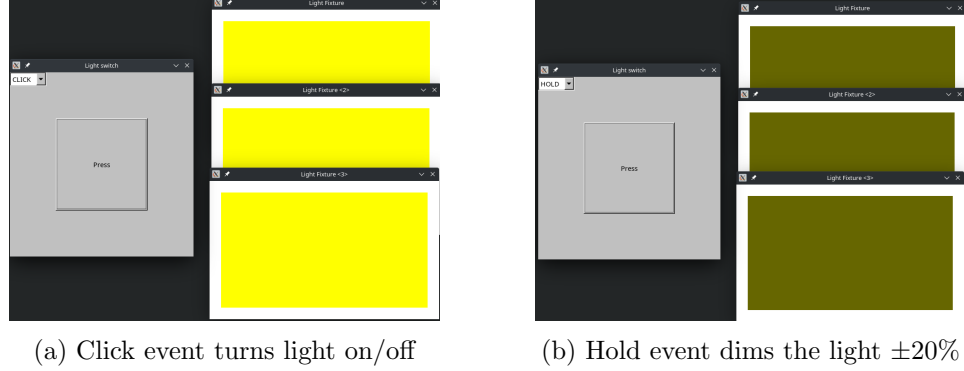 Light Fixture
Light switch
CLICK
Light Fixture <2>
Press
Light Fixture <3>
(a) Click event turns light on/off
Light Fixture
Light switch
HOLD
Light Fixture <2>
Press
Light Fixture <3>
(b) Hold event dims the light ±20%